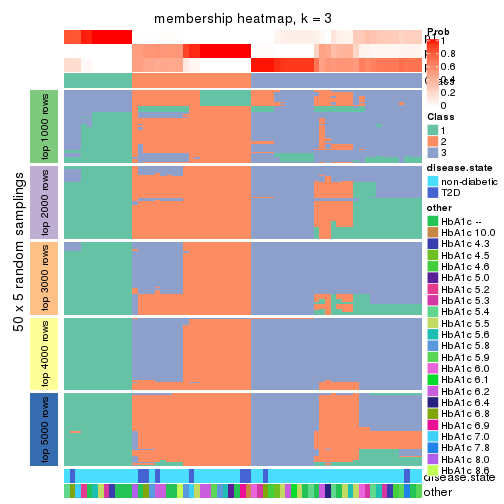 membership heatmap, k = 3
50 x 5 random samplings
top 1000 rows
top 2000 rows
top 3000 rows
top 4000 rows
top 5000 rows
Prob
1
0.8
0.6
0.4
0.2
0
Class
1
2
3
disease.state
non-diabetic
T2D
other
HbA1c --
HbA1c 10.0
HbA1c 4.3
HbA1c 4.5
HbA1c 4.6
HbA1c 5.0
HbA1c 5.2
HbA1c 5.3
HbA1c 5.4
HbA1c 5.5
HbA1c 5.6
HbA1c 5.8
HbA1c 5.9
HbA1c 6.0
HbA1c 6.1
HbA1c 6.2
HbA1c 6.4
HbA1c 6.8
HbA1c 6.9
HbA1c 7.0
HbA1c 7.8
HbA1c 8.0
HbA1c 8.6
disease.state
other